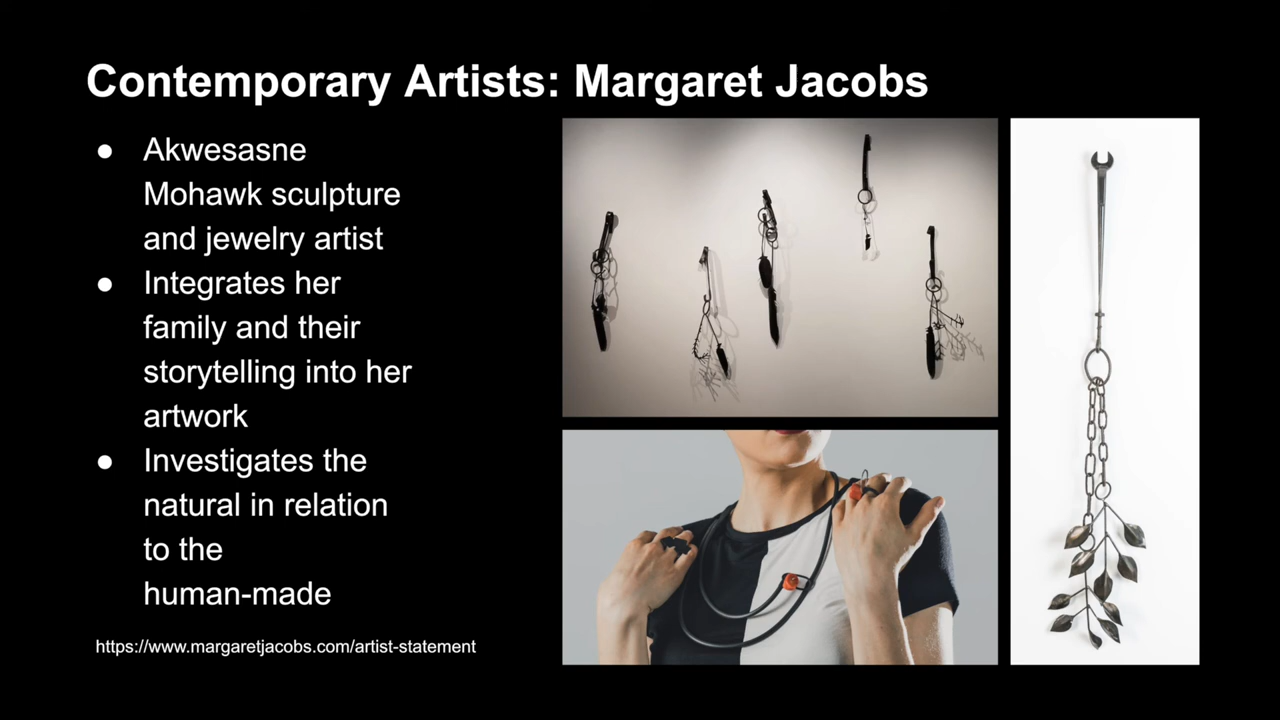 Contemporary Artists: Margaret Jacobs
● Akwesasne
Mohawk sculpture
and jewelry artist
● Integrates her
family and their
storytelling into her
artwork
● Investigates the
natural in relation
to the
human-made
https://www.margaretjacobs.com/artist-statement